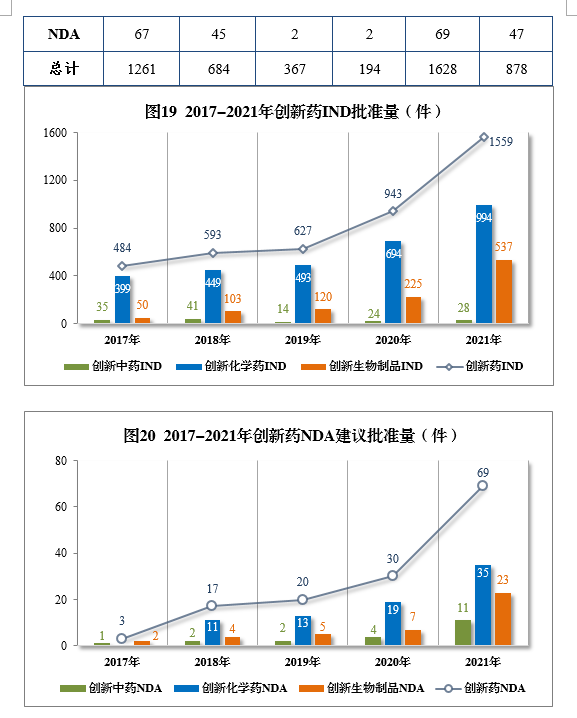 NDA 67 45 2 2 69 47
总计 1261 684 367 194 1628 878
图19 2017-2021年创新药IND批准量（件）
1600
1200
800
400
0
484 593 627 943 1559
35 399 50 41 449 103 14 493 120 24 694 225 28 994 537
2017年 2018年 2019年 2020年 2021年
创新中药IND 创新化学药IND 创新生物制品IND 创新药IND
图20 2017-2021年创新药NDA建议批准量（件）
80
60
40
20
0
3 17 20 30 69
1 2 2 11 4 2 13 5 4 19 7 11 35 23
2017年 2018年 2019年 2020年 2021年
创新中药NDA 创新化学药NDA 创新生物制品NDA 创新药NDA